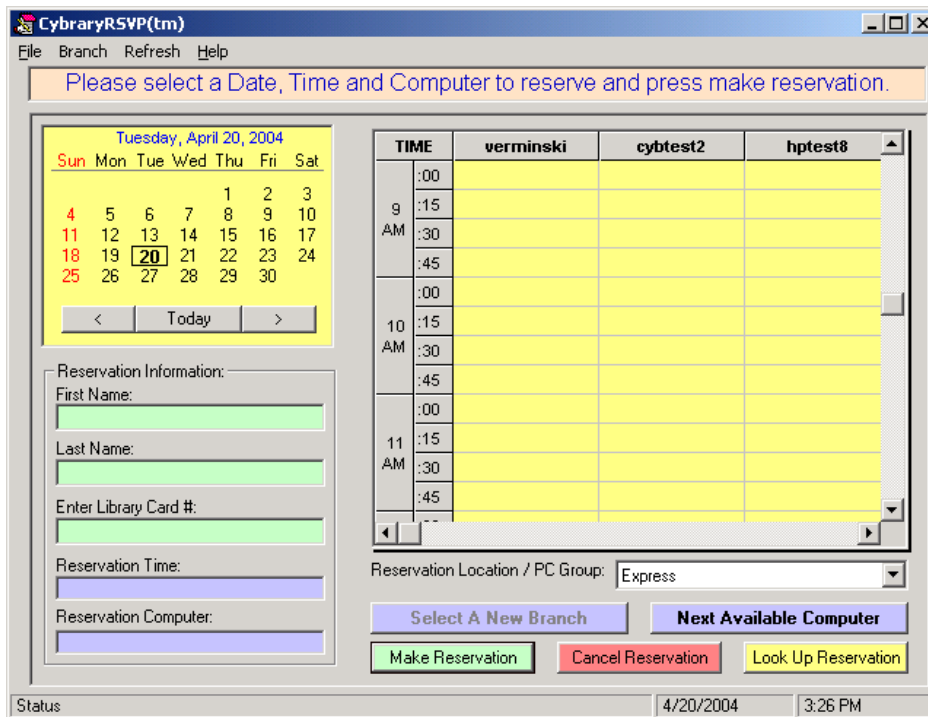 CybraryRSVP(tm)
File Branch Refresh Help
Please select a Date, Time and Computer to reserve and press make reservation.
Tuesday, April 20, 2004
Sun Mon Tue Wed Thu Fri Sat
1 2 3
4 5 6 7 8 9 10
11 12 13 14 15 16 17
18 19 20 21 22 23 24
25 26 27 28 29 30
< Today >
Reservation Information:
First Name:
Last Name:
Enter Library Card #:
Reservation Time:
Reservation Computer:
TIME verminski cybtest2 hptest8
9 AM
:00
:15
:30
:45
10 AM
:00
:15
:30
:45
11 AM
:00
:15
:30
:45
Reservation Location / PC Group: Express
Select A New Branch Next Available Computer
Make Reservation Cancel Reservation Look Up Reservation
Status 4/20/2004 3:26 PM